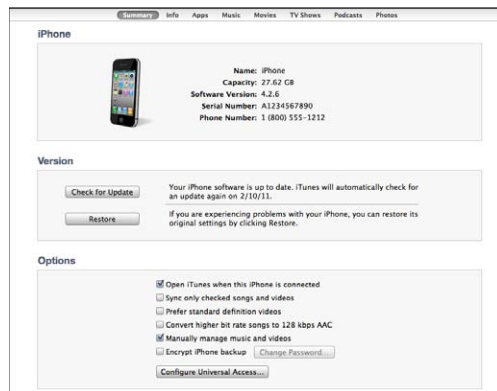 Summary Info Apps Music Movies TV Shows Podcasts Photos
iPhone
Name: iPhone
Capacity: 27.62 GB
Software Version: 4.2.6
Serial Number: A1234567890
Phone Number: 1 (800) 555-1212
Version
Check for Update
Your iPhone software is up to date. iTunes will automatically check for
an update again on 2/10/11.
Restore
If you are experiencing problems with your iPhone, you can restore its
original settings by clicking Restore.
Options
Open iTunes when this iPhone is connected
Sync only checked songs and videos
Prefer standard definition videos
Convert higher bit rate songs to 128 kbps AAC
Manually manage music and videos
Encrypt iPhone backup Change Password...
Configure Universal Access...